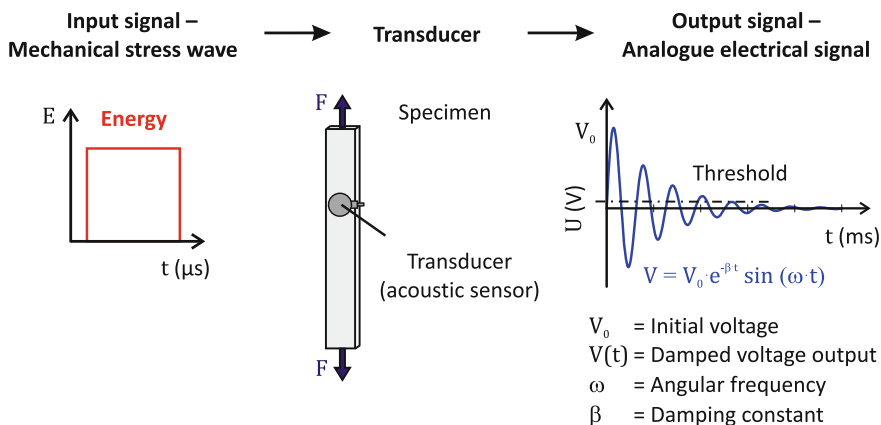 Input signal –
Mechanical stress wave
Transducer
Output signal –
Analogue electrical signal
E
Energy
t (µs)
F
Specimen
Transducer
(acoustic sensor)
F
V₀
U (V)
Threshold
t (ms)
V = V₀·e^-β t sin (ω·t)
V₀ = Initial voltage
V(t) = Damped voltage output
ω = Angular frequency
β = Damping constant